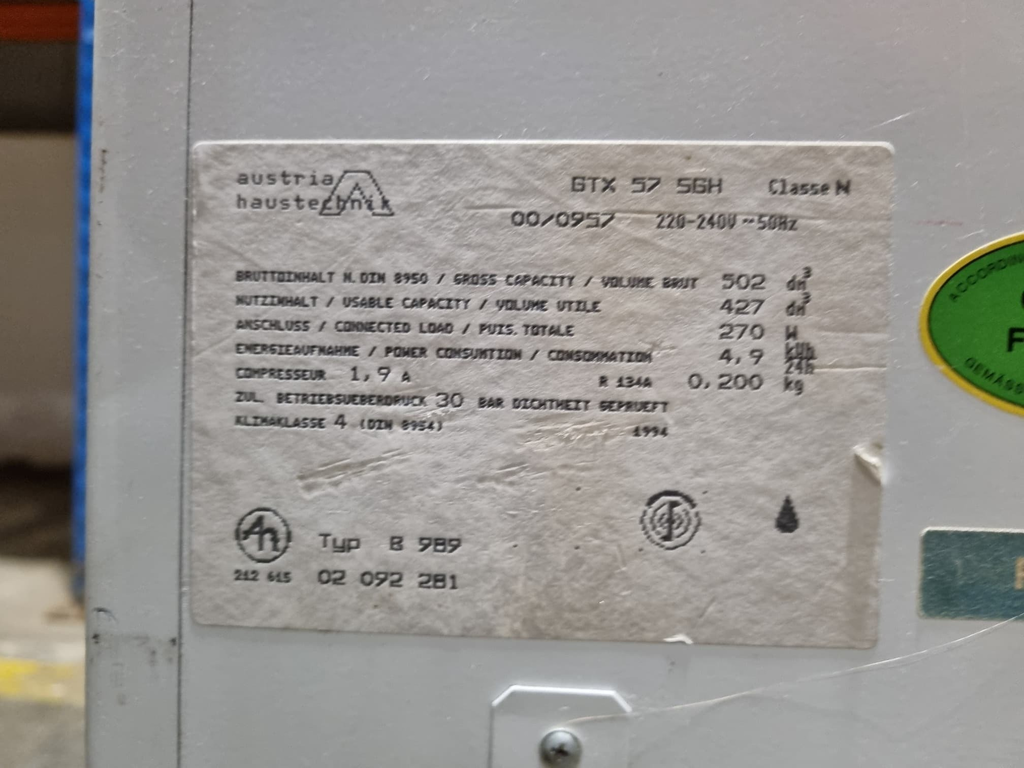 austria
haustechnik
GTX 57 SGH Classe N
00/0957 220-240V ~ 50Hz
BRUTTOINHALT N. DIN 8950 / GROSS CAPACITY / VOLUME BRUT 502 dm³
NUTZINHALT / USABLE CAPACITY / VOLUME UTILE 427 dm³
ANSCHLUSS / CONNECTED LOAD / PUIS. TOTALE 270 W
ENERGIEAUFNAHME / POWER CONSUMTION / CONSOMMATION 4,9 kWh/24h
COMPRESSEUR 1,9 A R 134A 0,200 kg
ZUL. BETRIEBSUEBERDRUCK 30 BAR DICHTHEIT GEPRUEFT
KLIMAKLASSE 4 (DIN 8954) 1994
Typ B 989
212 615 02 092 281
ACCORDIN
F
GEMÄSS